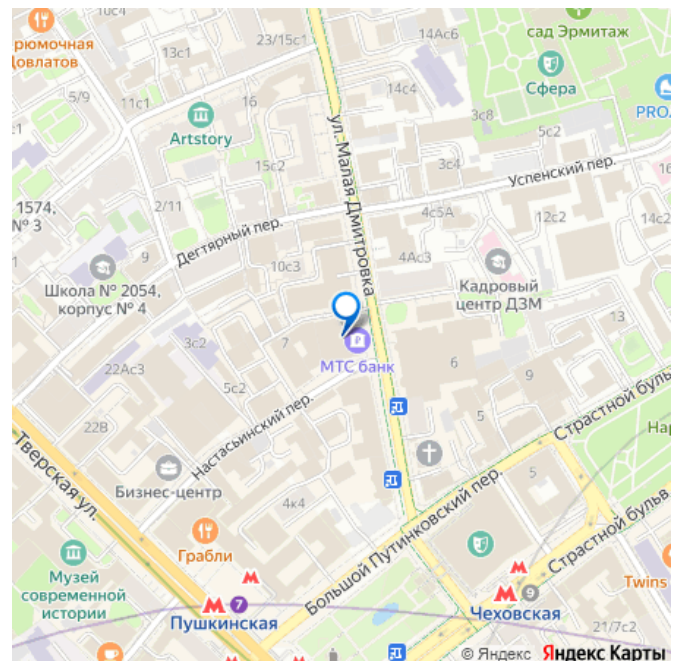 рюмочная
Довлатов
23/15с1
14Ас6
сад Эрмитаж
13с1
5/9
11с1
16
Artstory
14с4
Сфера
PRO
3с8
5с2
15с2
3с4
Успенский пер.
16
ул. Малая Дмитровка
1574,
№ 3
2/11
Дегтярный пер.
4с5А
12с2
14с2
9
10с3
4Ас3
Школа № 2054,
корпус № 4
Кадровый
центр ДЗМ
13
3с2
7
МТС банк
6
9
22Ас3
5с2
5
Страстной буль
22В
Настасьинский пер.
На
Тверская ул.
Бизнес-центр
4к4
5
Большой Путинковский пер.
Страстной бульв
Грабли
Музей
современной
истории
7
Пушкинская
9
Чеховская
Twins
21/7с2
© Яндекс Яндекс Карты